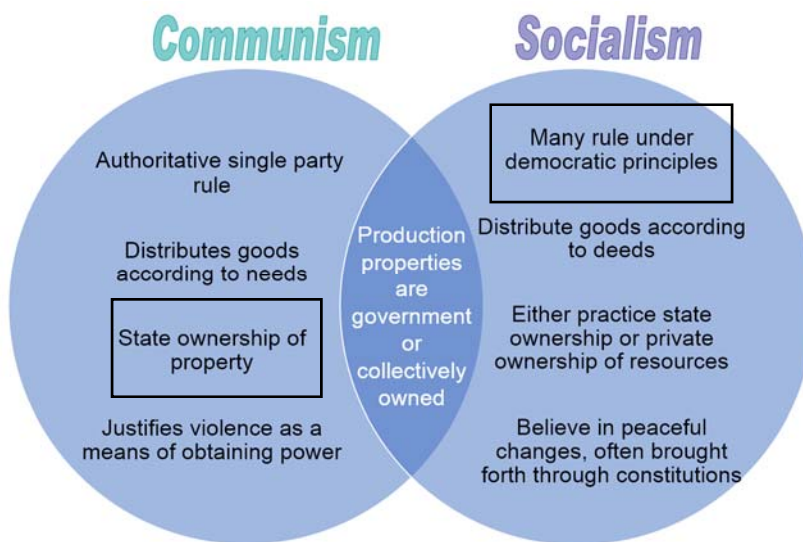 Communism
Socialism
Authoritative single party
rule
Distributes goods
according to needs
State ownership of
property
Justifies violence as a
means of obtaining power
Production
properties
are
government
or
collectively
owned
Many rule under
democratic principles
Distribute goods according
to deeds
Either practice state
ownership or private
ownership of resources
Believe in peaceful
changes, often brought
forth through constitutions